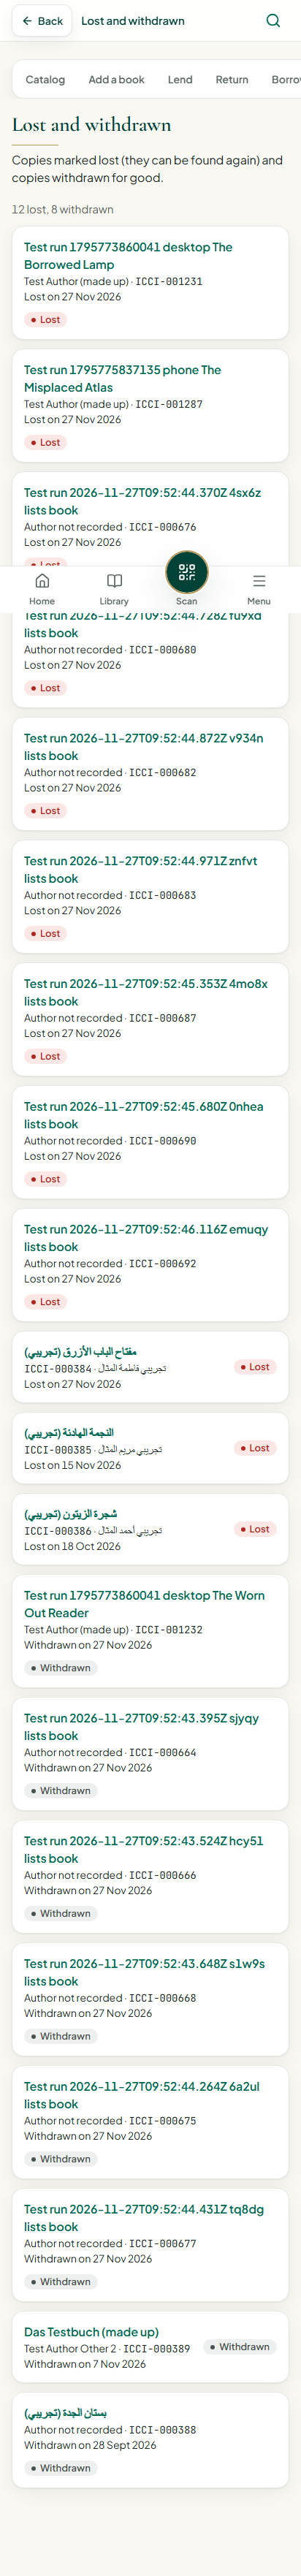 Back
Lost and withdrawn
Catalog
Add a book
Lend
Return
Lost and withdrawn
Copies marked lost (they can be found again) and
copies withdrawn for good.
12 lost, 8 withdrawn
Test run 1795773860041 desktop The
Borrowed Lamp
Test Author (made up) · ICCI-001231
Lost on 27 Nov 2026
Lost
Test run 1795775837135 phone The
Misplaced Atlas
Test Author (made up) · ICCI-001287
Lost on 27 Nov 2026
Lost
Test run 2026-11-27T09:52:44.370Z 4sx6z
lists book
Author not recorded · ICCI-000676
Lost on 27 Nov 2026
Lost
Home
Library
Scan
Menu
Test run 2026-11-27T09:52:44.728Z fu9xd
lists book
Author not recorded · ICCI-000680
Lost on 27 Nov 2026
Lost
Test run 2026-11-27T09:52:44.872Z v934n
lists book
Author not recorded · ICCI-000682
Lost on 27 Nov 2026
Lost
Test run 2026-11-27T09:52:44.971Z znfvt
lists book
Author not recorded · ICCI-000683
Lost on 27 Nov 2026
Lost
Test run 2026-11-27T09:52:45.353Z 4mo8x
lists book
Author not recorded · ICCI-000687
Lost on 27 Nov 2026
Lost
Test run 2026-11-27T09:52:45.680Z 0nhea
lists book
Author not recorded · ICCI-000690
Lost on 27 Nov 2026
Lost
Test run 2026-11-27T09:52:46.116Z emuqy
lists book
Author not recorded · ICCI-000692
Lost on 27 Nov 2026
Lost
مفتاح الباب الأزرق (تجريبي)
تجريبي فاطمة المثال · ICCI-000384
Lost on 27 Nov 2026
Lost
النجمة الهادئة (تجريبي)
تجريبي مريم المثال · ICCI-000385
Lost on 15 Nov 2026
Lost
شجرة الزيتون (تجريبي)
تجريبي أحمد المثال · ICCI-000386
Lost on 18 Oct 2026
Lost
Test run 1795773860041 desktop The Worn
Out Reader
Test Author (made up) · ICCI-001232
Withdrawn on 27 Nov 2026
Withdrawn
Test run 2026-11-27T09:52:43.395Z sjyqy
lists book
Author not recorded · ICCI-000664
Withdrawn on 27 Nov 2026
Withdrawn
Test run 2026-11-27T09:52:43.524Z hcy51
lists book
Author not recorded · ICCI-000666
Withdrawn on 27 Nov 2026
Withdrawn
Test run 2026-11-27T09:52:43.648Z s1w9s
lists book
Author not recorded · ICCI-000668
Withdrawn on 27 Nov 2026
Withdrawn
Test run 2026-11-27T09:52:44.264Z 6a2ul
lists book
Author not recorded · ICCI-000675
Withdrawn on 27 Nov 2026
Withdrawn
Test run 2026-11-27T09:52:44.431Z tq8dg
lists book
Author not recorded · ICCI-000677
Withdrawn on 27 Nov 2026
Withdrawn
Das Testbuch (made up)
Test Author Other 2 · ICCI-000389
Withdrawn on 7 Nov 2026
Withdrawn
بستان الجدة (تجريبي)
Author not recorded · ICCI-000388
Withdrawn on 28 Sept 2026
Withdrawn